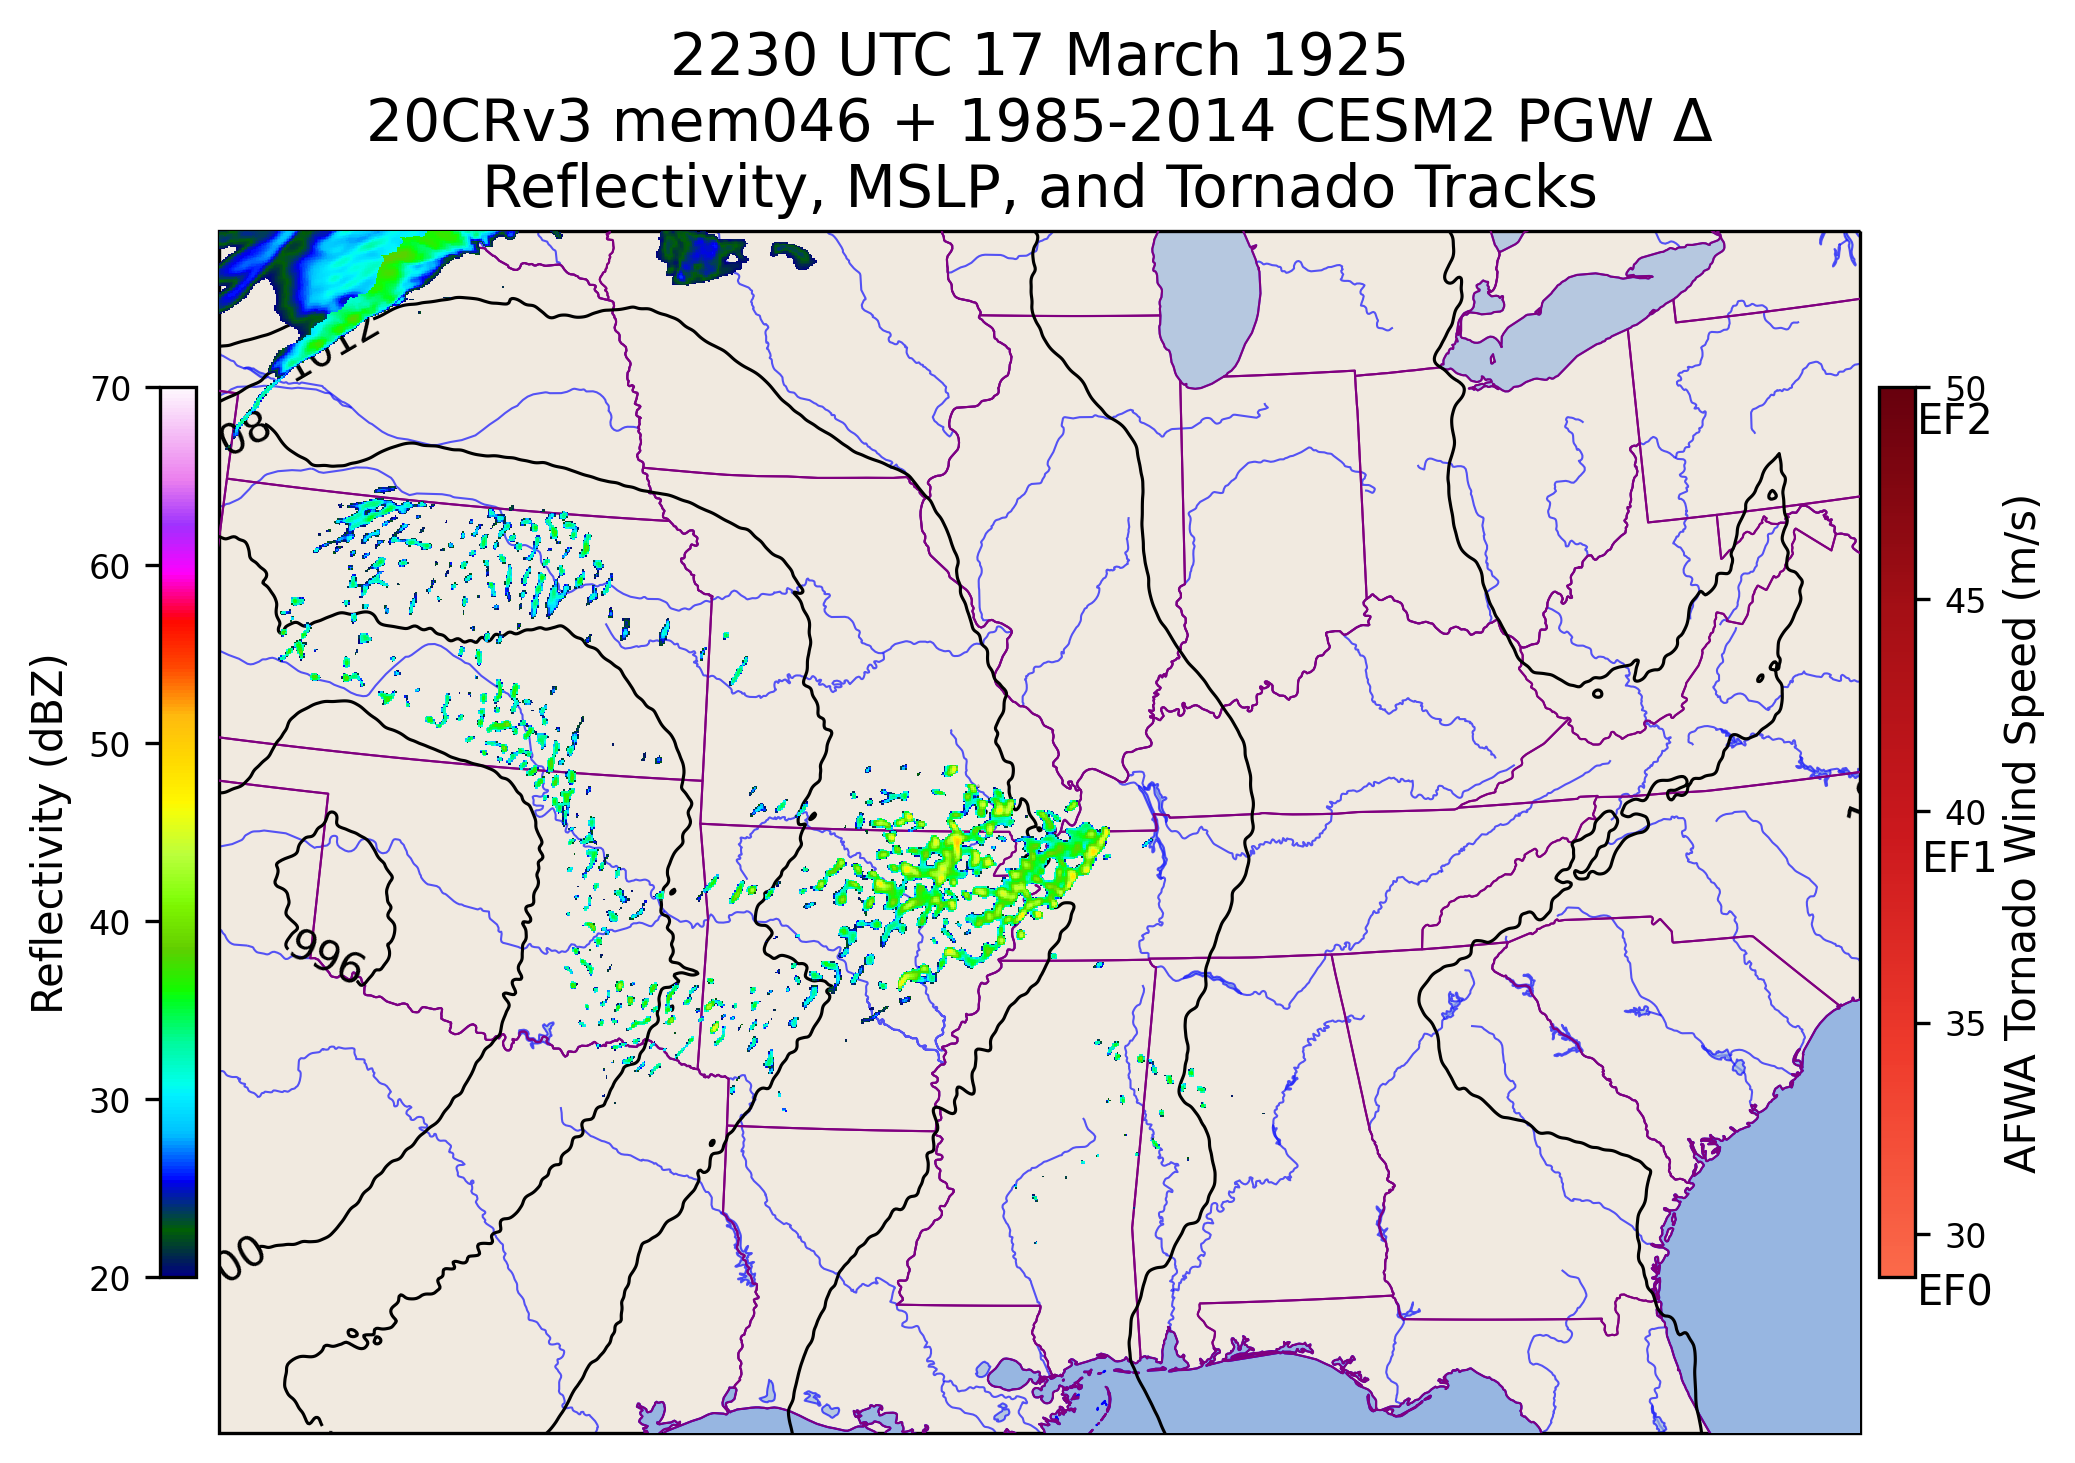 2230 UTC 17 March 1925
20CRv3 mem046 + 1985-2014 CESM2 PGW Δ
Reflectivity, MSLP, and Tornado Tracks
1012
08
996
00
Reflectivity (dBZ)
70
60
50
40
30
20
50
EF2
45
40
EF1
35
30
EF0
AFWA Tornado Wind Speed (m/s)